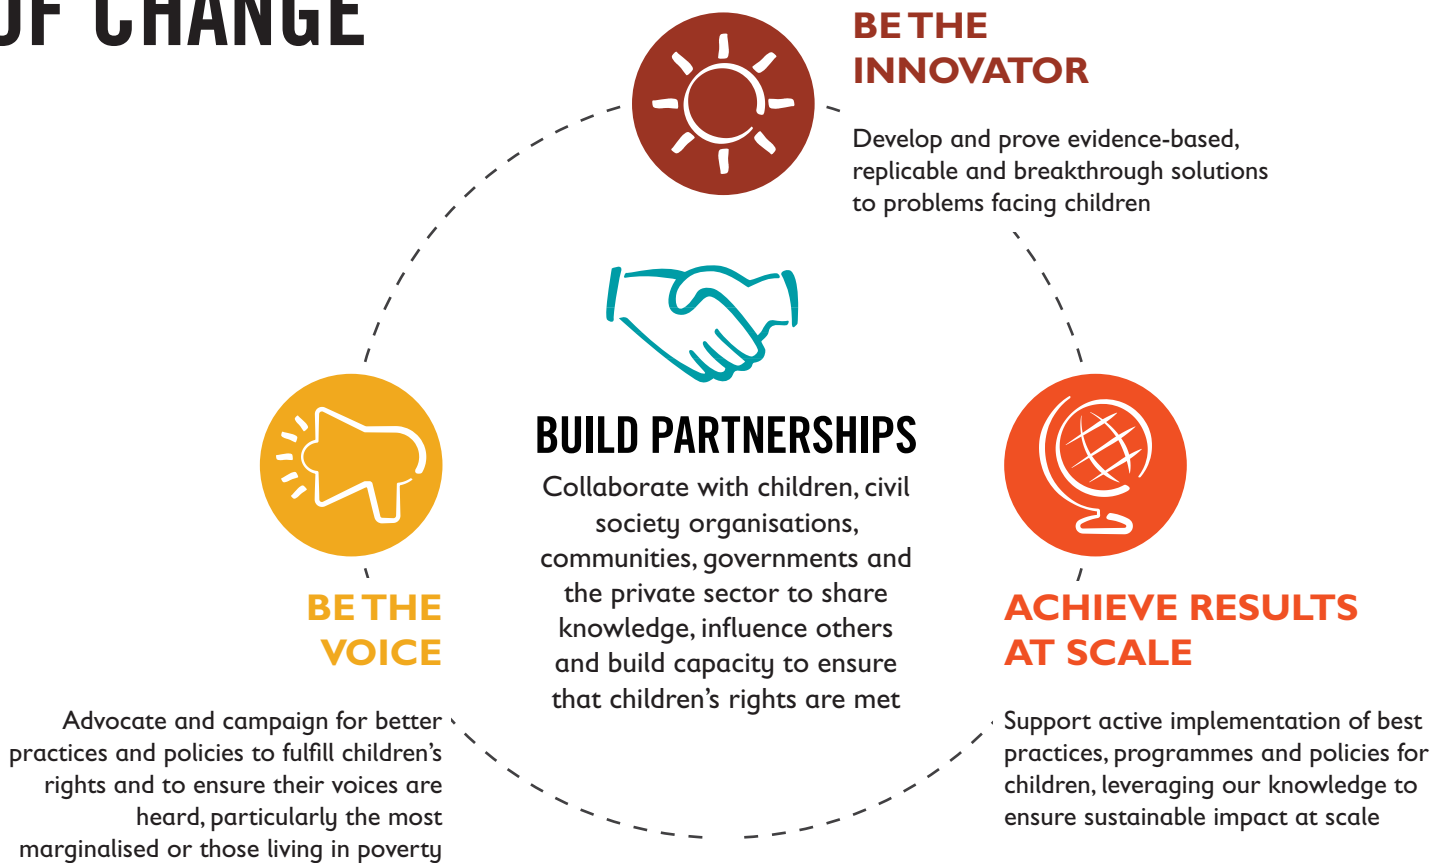 OF CHANGE
BE THE
INNOVATOR
Develop and prove evidence-based,
replicable and breakthrough solutions
to problems facing children
BUILD PARTNERSHIPS
Collaborate with children, civil
society organisations,
communities, governments and
the private sector to share
knowledge, influence others
and build capacity to ensure
that children’s rights are met
BE THE
VOICE
Advocate and campaign for better
practices and policies to fulfill children’s
rights and to ensure their voices are
heard, particularly the most
marginalised or those living in poverty
ACHIEVE RESULTS
AT SCALE
Support active implementation of best
practices, programmes and policies for
children, leveraging our knowledge to
ensure sustainable impact at scale